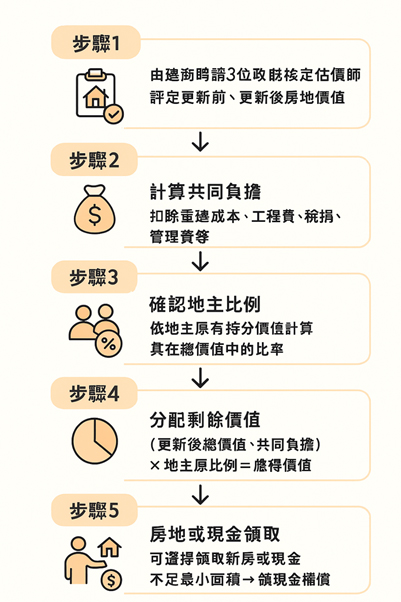 步驟1
由建商聘請3位政府核定估價師
評定更新前、更新後房地價值
步驟2
計算共同負擔
扣除重建成本、工程費、稅捐、
管理費等
步驟3
確認地主比例
依地主原有持分價值計算
其在總價值中的比率
步驟4
分配剩餘價值
(更新後總價值、共同負擔)
×地主原比例=應得價值
步驟5
房地或現金領取
可選擇領取新房或現金
不足最小面積→領現金補償